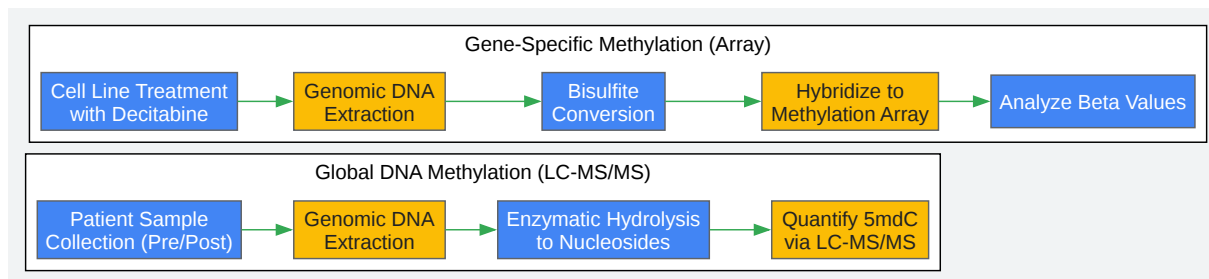 Gene-Specific Methylation (Array)
Cell Line Treatment
with Decitabine
Genomic DNA
Extraction
Bisulfite
Conversion
Hybridize to
Methylation Array
Analyze Beta Values
Global DNA Methylation (LC-MS/MS)
Patient Sample
Collection (Pre/Post)
Genomic DNA
Extraction
Enzymatic Hydrolysis
to Nucleosides
Quantify 5mdC
via LC-MS/MS